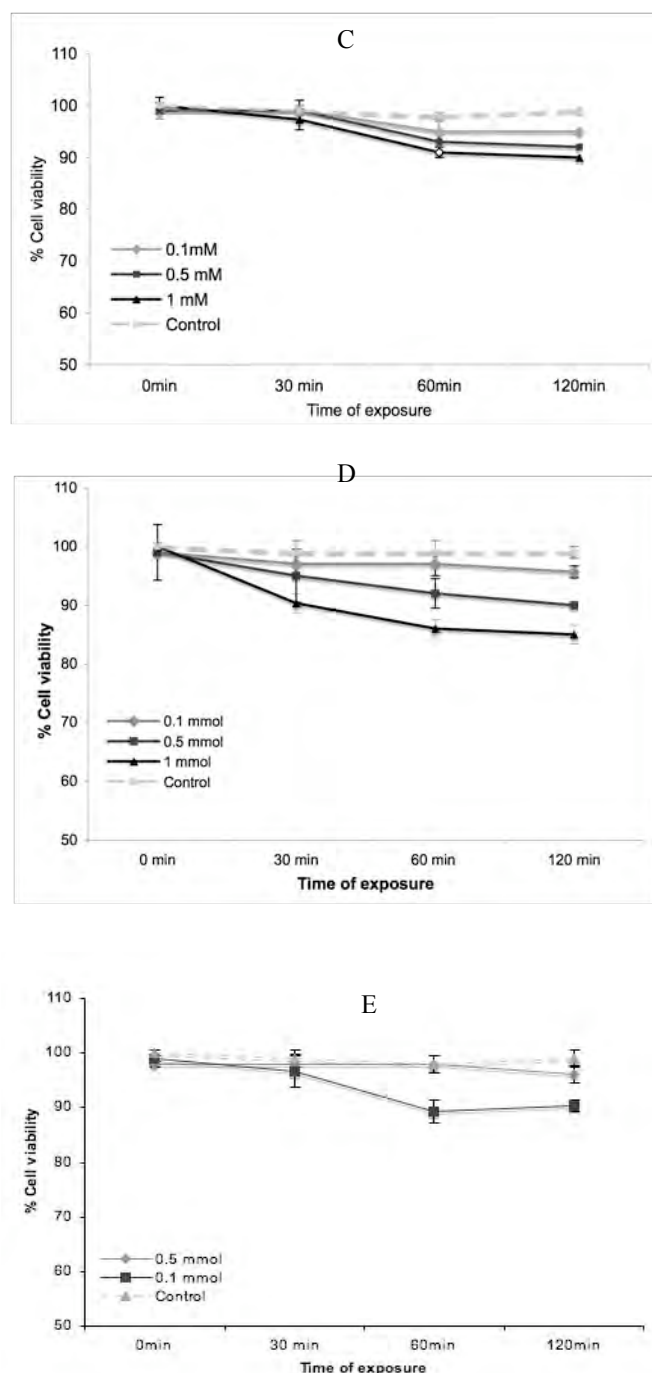 C
110
100
90
80
70
60
50
% Cell viability
0.1mM
0.5 mM
1 mM
Control
0min 30 min 60min 120min
Time of exposure
D
110
100
90
80
70
60
50
% Cell viability
0.1 mmol
0.5 mmol
1 mmol
Control
0 min 30 min 60 min 120 min
Time of exposure
E
110
100
90
80
70
60
50
% Cell viability
0.5 mmol
0.1 mmol
Control
0min 30 min 60min 120min
Time of exposure